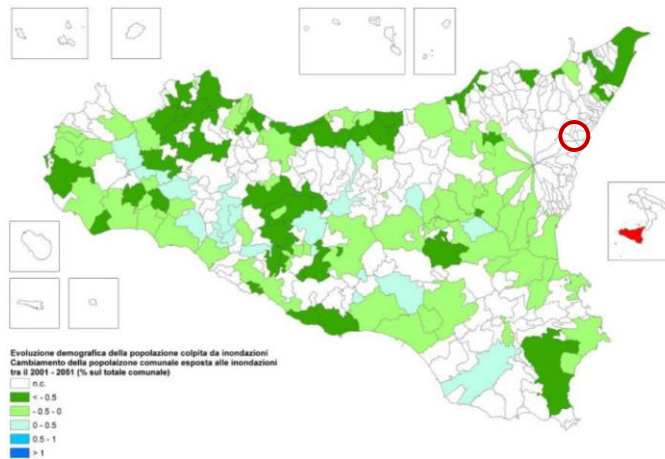 Evoluzione demografica della popolazione colpita da inondazioni
Cambiamento della popolaizone comunale esposta alle inondazioni
tra il 2001 - 2051 (% sul totale comunale)
n.c.
< - 0.5
- 0.5 - 0
0 - 0.5
0.5 - 1
> 1